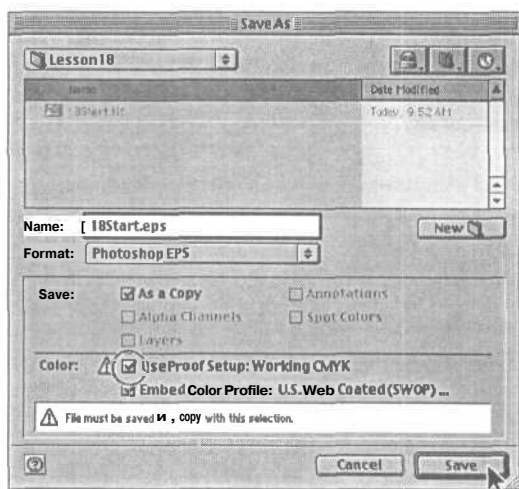 Save As
Lesson18
Name
Date Modified
18Start.tif
Today, 9:52 AM
Name: [ 18Start.eps
New
Format: Photoshop EPS
Save: As a Copy
Annotations
Alpha Channels
Spot Colors
Layers
Color: Use Proof Setup: Working CMYK
Embed Color Profile: U.S. Web Coated (SWOP) ...
File must be saved и , copy with this selection.
?
Cancel
Save